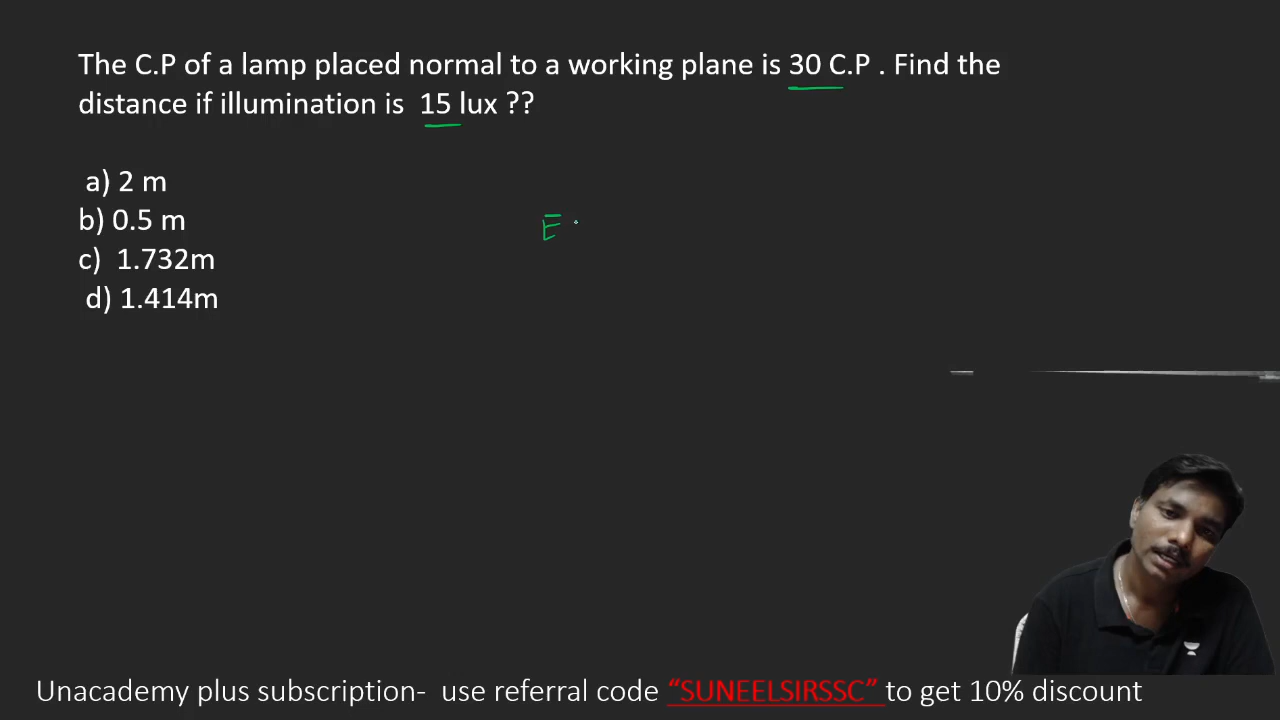 The C.P of a lamp placed normal to a working plane is 30 C.P . Find the
distance if illumination is 15 lux ??
a) 2 m
b) 0.5 m
E
c) 1.732m
d) 1.414m
Unacademy plus subscription- use referral code “SUNEELSIRSSC” to get 10% discount